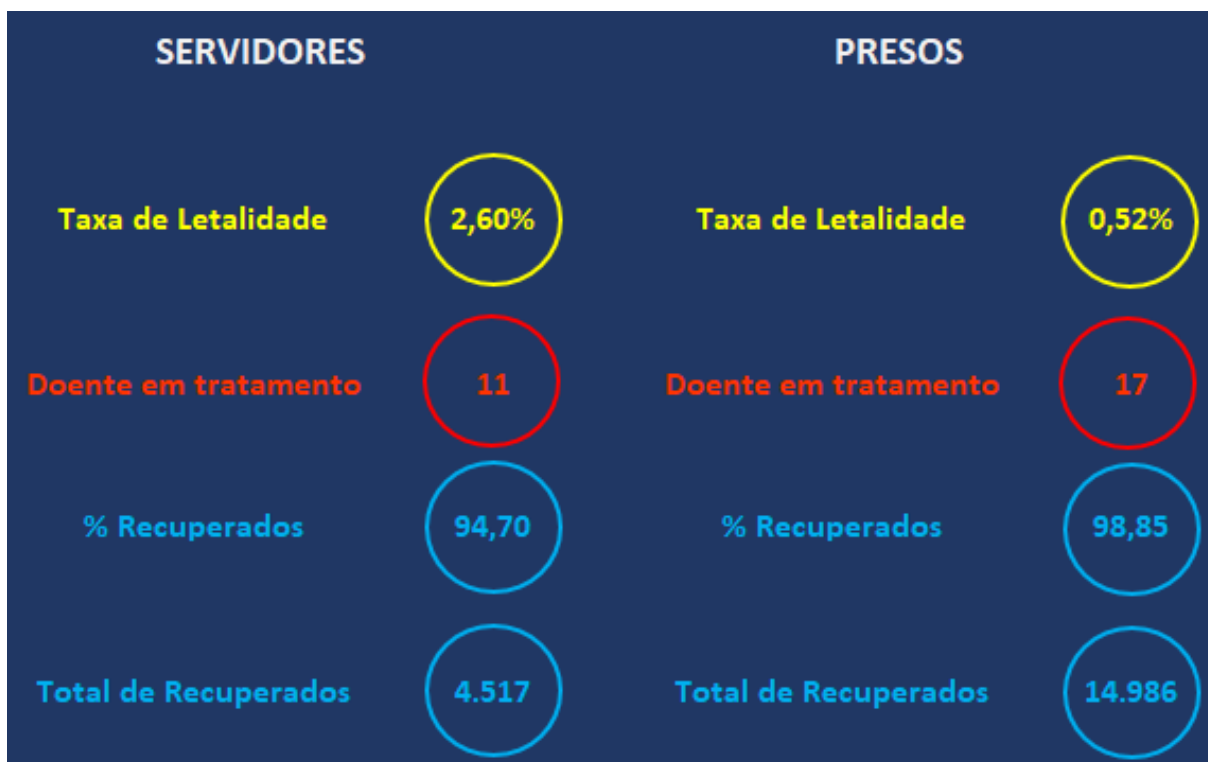 SERVIDORES
PRESOS
Taxa de Letalidade
2,60%
Taxa de Letalidade
0,52%
Doente em tratamento
11
Doente em tratamento
17
% Recuperados
94,70
% Recuperados
98,85
Total de Recuperados
4.517
Total de Recuperados
14.986